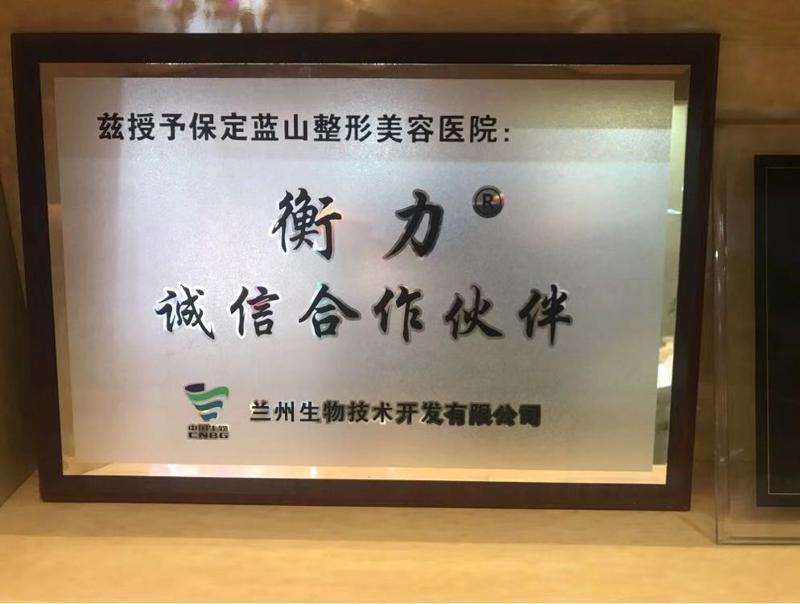 兹授予保定蓝山整形美容医院：
衡力®
诚信合作伙伴
中国生物
CNBG
兰州生物技术开发有限公司